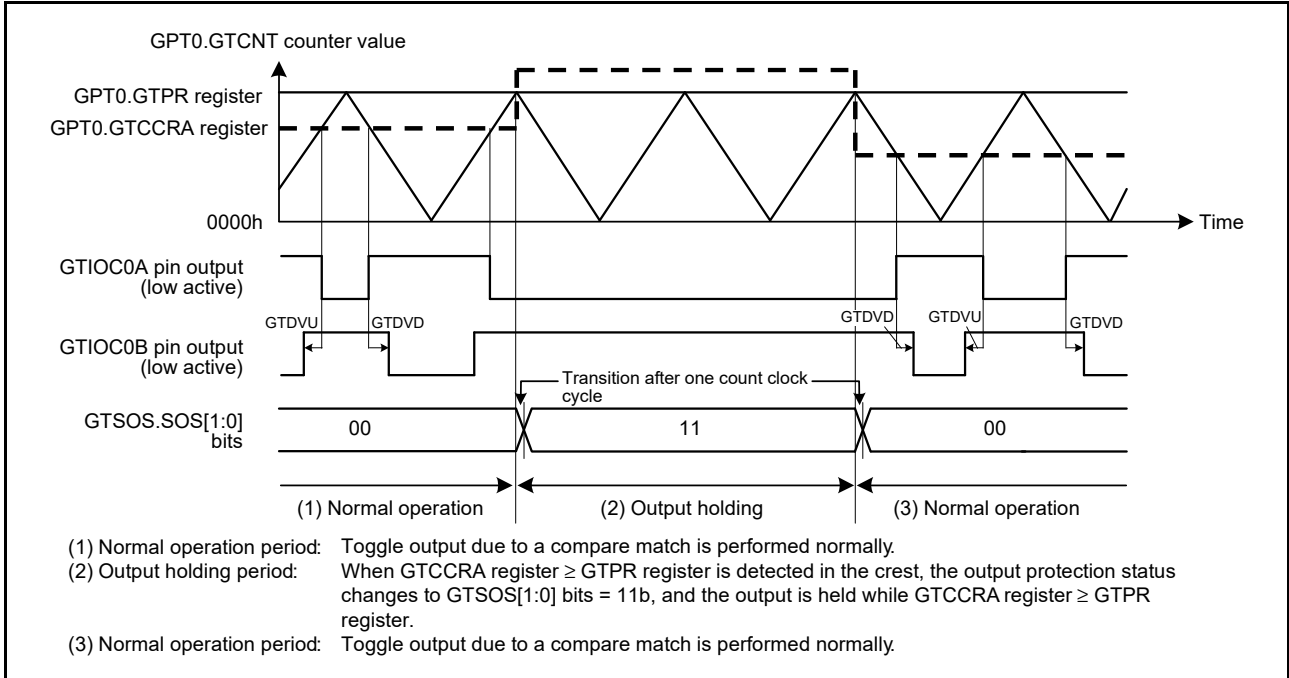 GPT0.GTCNT counter value
GPT0.GTPR register
GPT0.GTCCRA register
0000h
Time
GTIOC0A pin output
(low active)
GTDVU
GTDVD
GTDVD
GTDVU
GTDVD
GTIOC0B pin output
(low active)
Transition after one count clock
cycle
GTSOS.SOS[1:0]
bits
00
11
00
(1) Normal operation
(2) Output holding
(3) Normal operation
(1) Normal operation period: Toggle output due to a compare match is performed normally.
(2) Output holding period: When GTCCRA register ≥ GTPR register is detected in the crest, the output protection status
changes to GTSOS[1:0] bits = 11b, and the output is held while GTCCRA register ≥ GTPR
register.
(3) Normal operation period: Toggle output due to a compare match is performed normally.